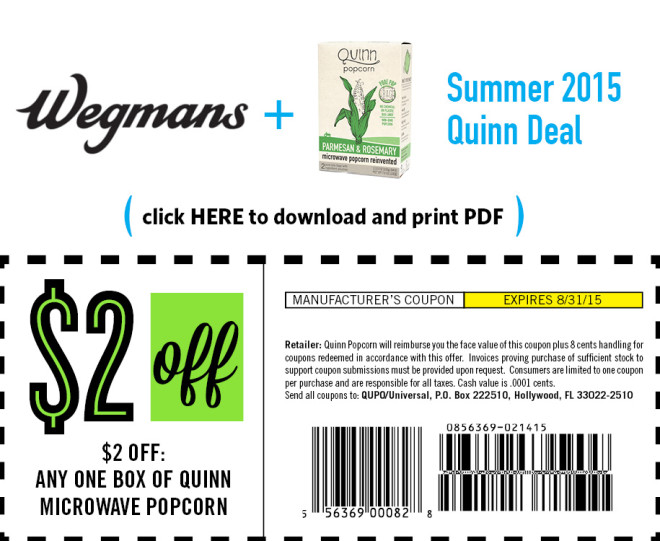 Wegmans
+
Quinn
popcorn
PARMESAN & ROSEMARY
microwave popcorn reinvented
Summer 2015
Quinn Deal
( click HERE to download and print PDF )
$2 off
$2 OFF:
ANY ONE BOX OF QUINN
MICROWAVE POPCORN
MANUFACTURER'S COUPON EXPIRES 8/31/15
Retailer: Quinn Popcorn will reimburse you the face value of this coupon plus 8 cents handling for
coupons redeemed in accordance with this offer. Invoices proving purchase of sufficient stock to
support coupon submissions must be provided upon request. Consumers are limited to one coupon
per purchase and are responsible for all taxes. Cash value is .0001 cents.
Send all coupons to: QUPO/Universal, P.O. Box 222510, Hollywood, FL 33022-2510
0856369-021415
5 56369 00082 8